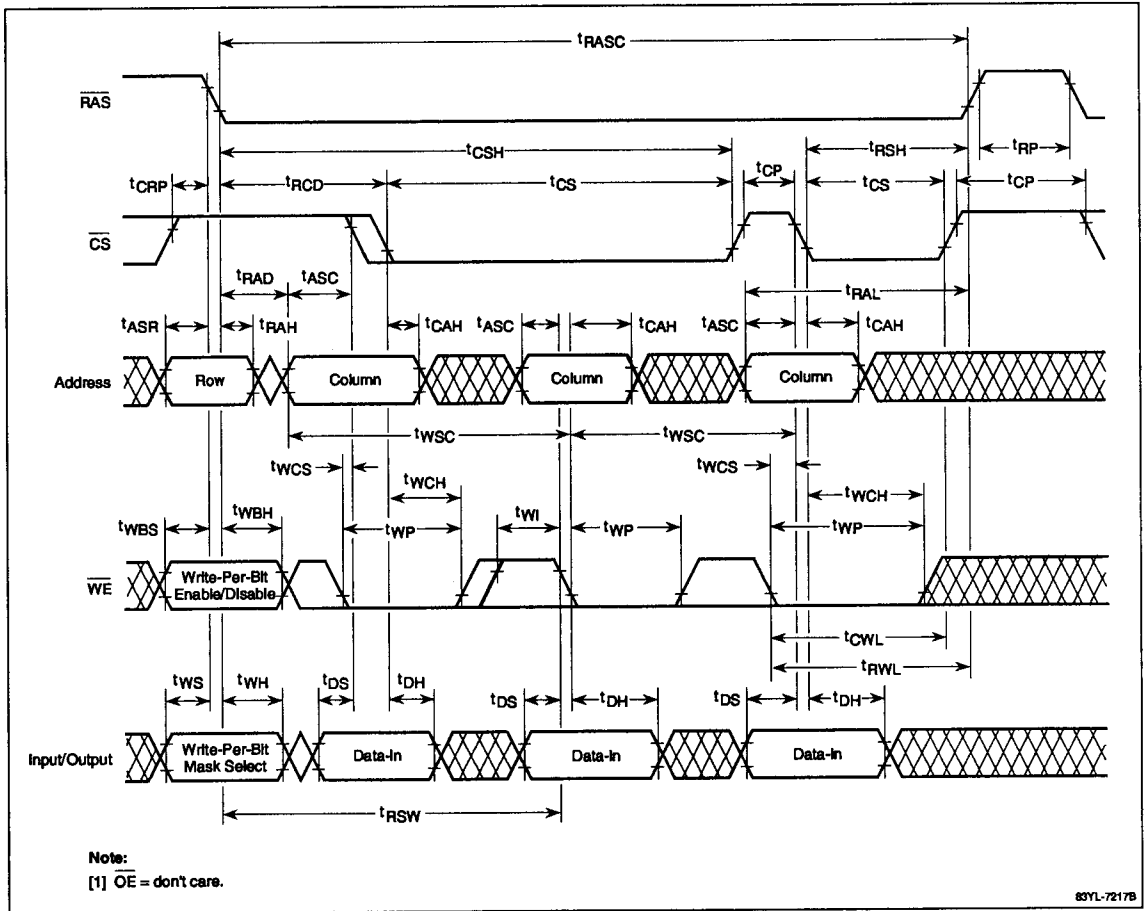 tRASC
RAS
tCSH
tRSH
tRP
tCRP
tRCD
tCS
tCP
tCS
tCP
CS
tRAD
tASC
tRAL
tASR
tRAH
tCAH
tASC
tCAH
tASC
tCAH
Address
Row
Column
Column
Column
tWSC
tWSC
tWCS
tWCH
tWCS
tWCH
tWBS
tWBH
tWP
tWI
tWP
tWP
WE
Write-Per-Bit
Enable/Disable
tCWL
tRWL
tWS
tWH
tDS
tDH
tDS
tDH
tDS
tDH
Input/Output
Write-Per-Bit
Mask Select
Data-In
Data-In
Data-In
tRSW
Note:
[1] OE = don't care.
83YL-7217B